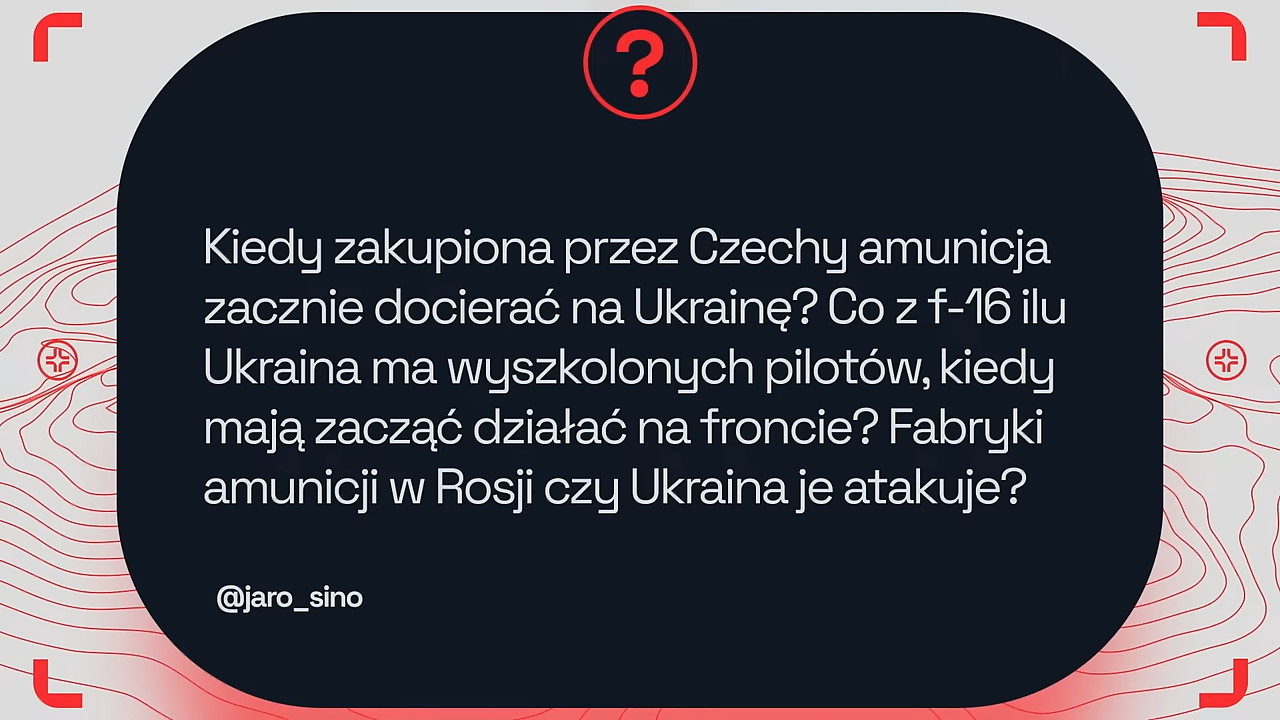 ?
Kiedy zakupiona przez Czechy amunicja
zacznie docierać na Ukrainę? Co z f-16 ilu
Ukraina ma wyszkolonych pilotów, kiedy
mają zacząć działać na froncie? Fabryki
amunicji w Rosji czy Ukraina je atakuje?
@jaro_sino